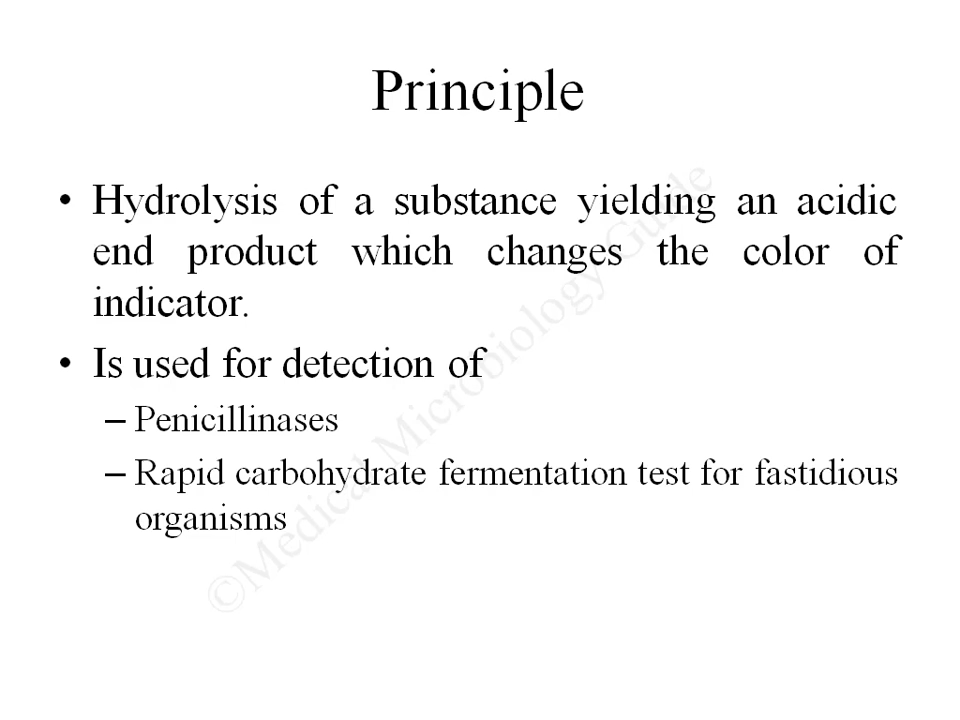 Principle
• Hydrolysis of a substance yielding an acidic
end product which changes the color of
indicator.
• Is used for detection of
– Penicillinases
– Rapid carbohydrate fermentation test for fastidious
organisms
©Medical Microbiology Guide